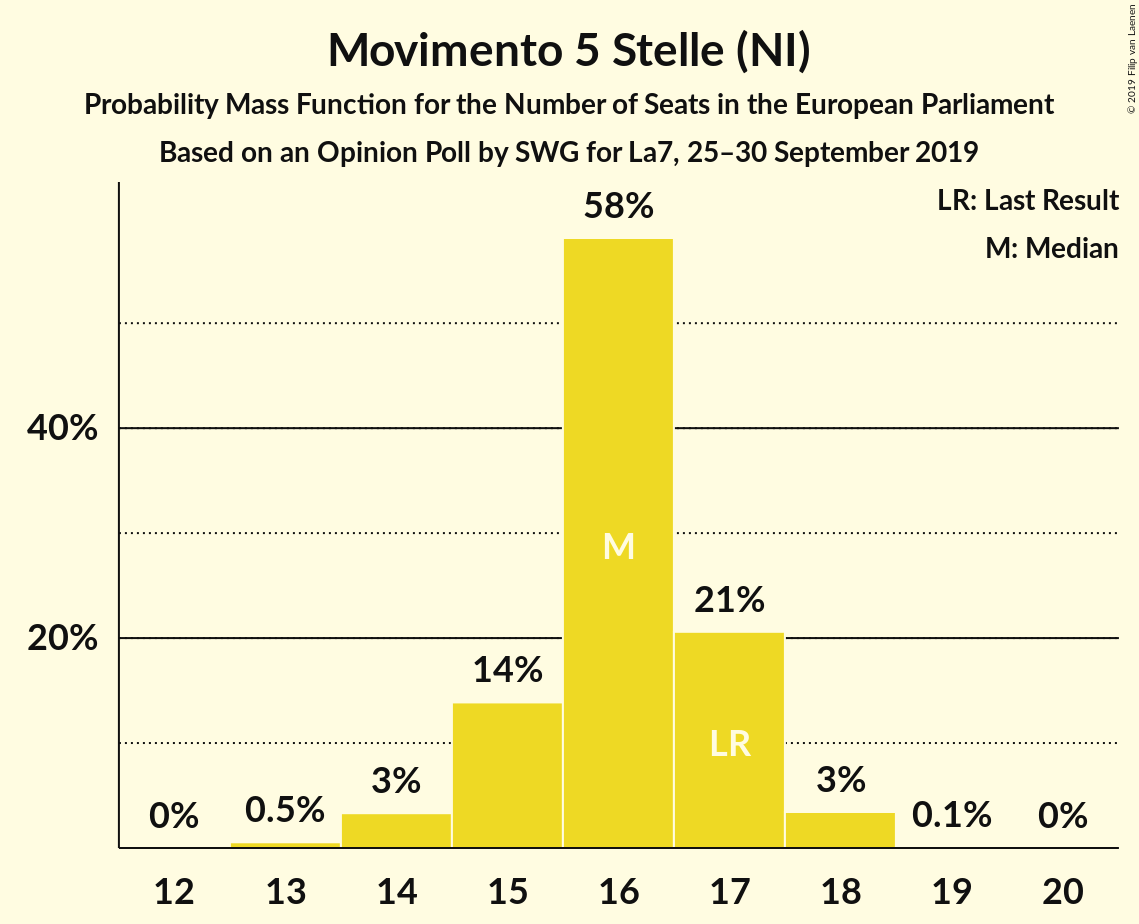 Movimento 5 Stelle (NI)
Probability Mass Function for the Number of Seats in the European Parliament
Based on an Opinion Poll by SWG for La7, 25–30 September 2019
© 2019 Filip van Laenen
LR: Last Result
M: Median
58%
40%
M
21%
20%
14%
LR
3%
3%
0.5%
0%
0.1%
0%
12 13 14 15 16 17 18 19 20